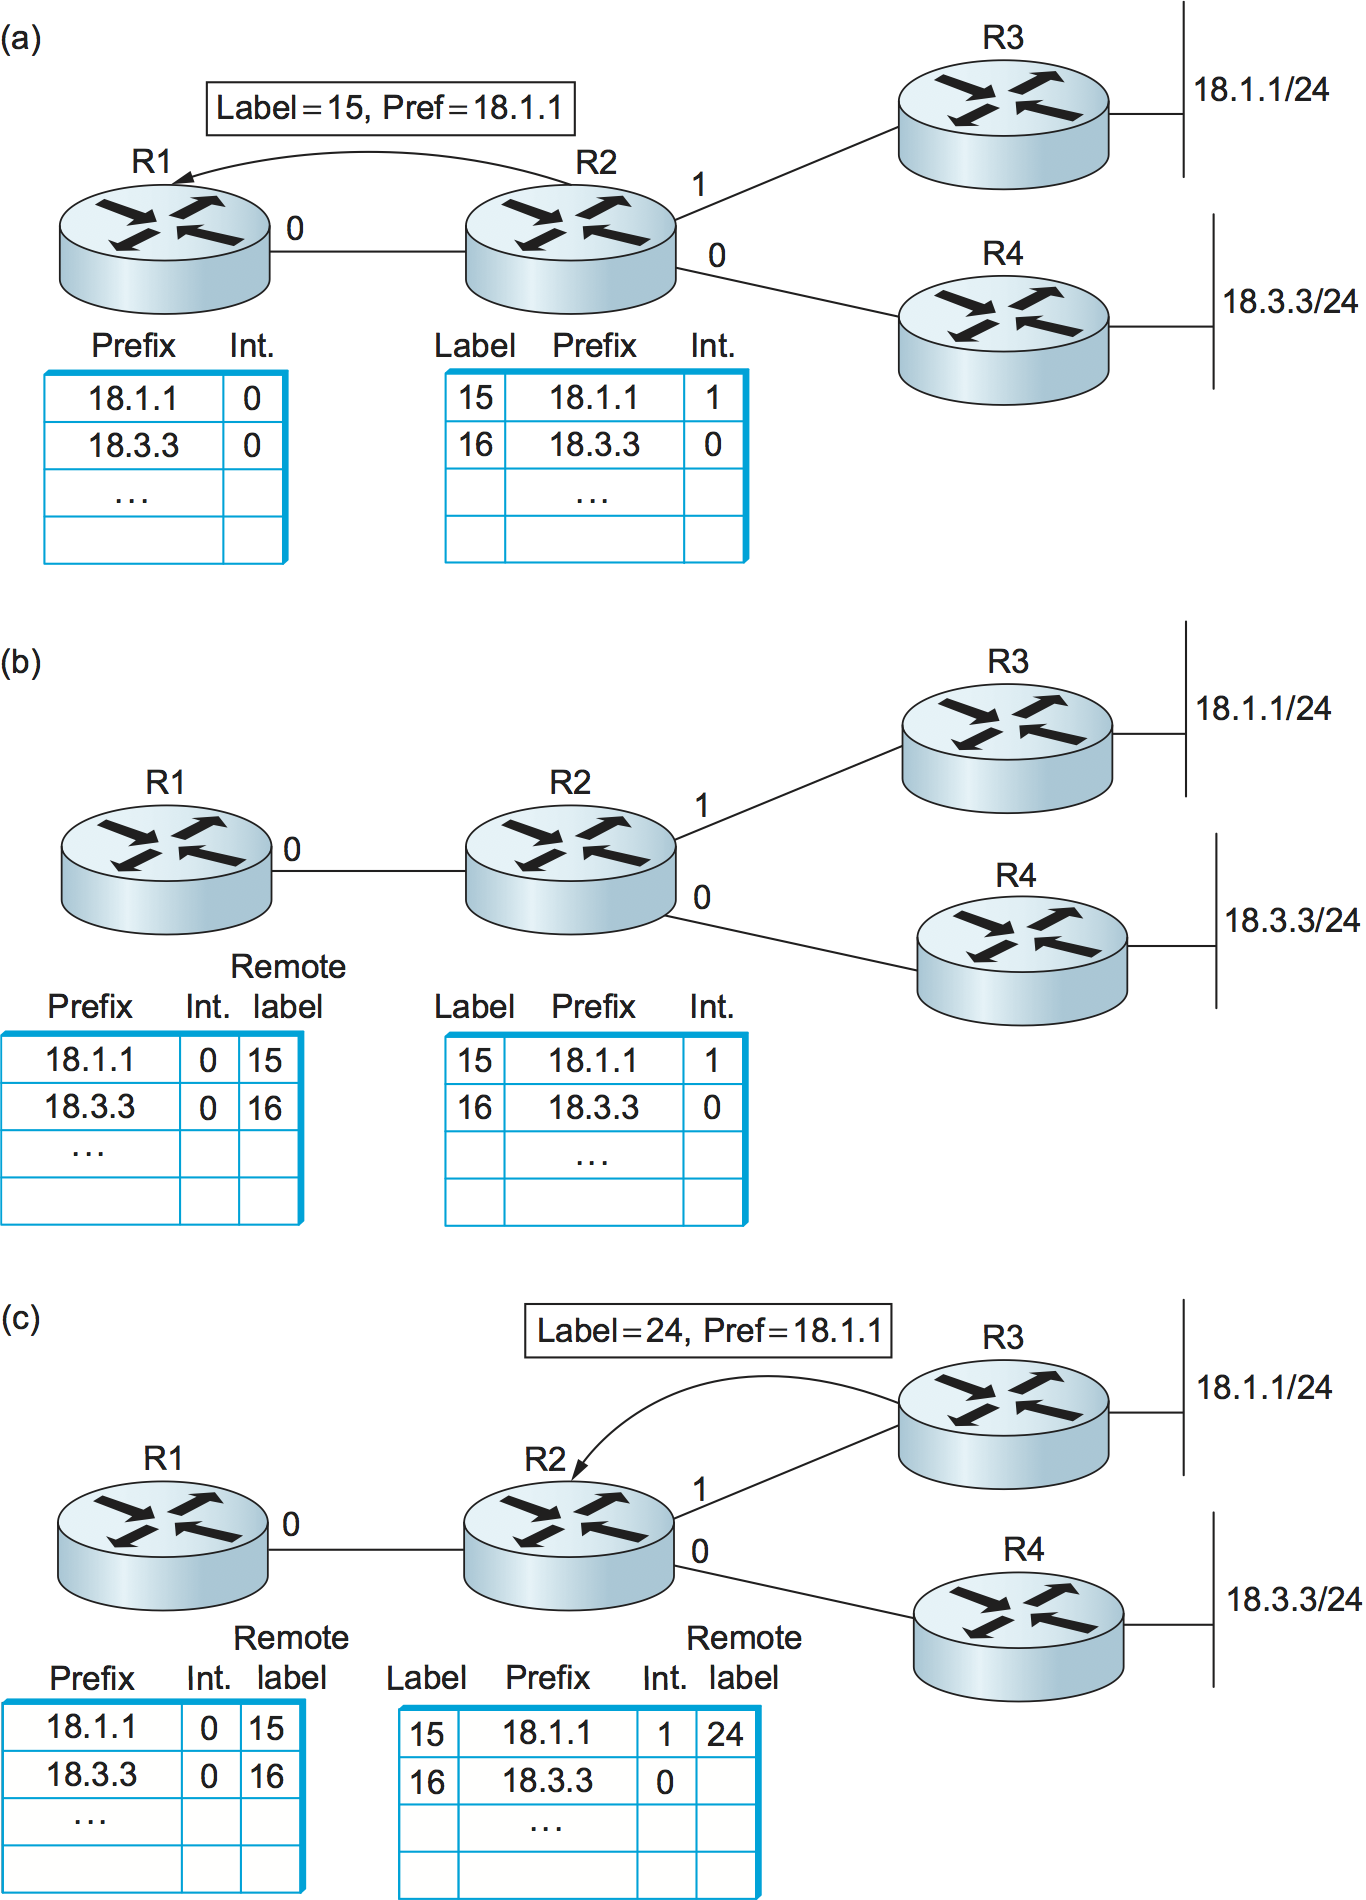 (a)
R3
18.1.1/24
Label=15, Pref=18.1.1
R1
R2
1
0
0
R4
18.3.3/24
Prefix Int.
18.1.1 0
18.3.3 0
...
Label Prefix Int.
15 18.1.1 1
16 18.3.3 0
...
(b)
R3
18.1.1/24
R1
R2
1
0
0
R4
18.3.3/24
Remote
Prefix Int. label
18.1.1 0 15
18.3.3 0 16
...
Label Prefix Int.
15 18.1.1 1
16 18.3.3 0
...
(c)
Label=24, Pref=18.1.1
R3
18.1.1/24
R1
R2
1
0
0
R4
18.3.3/24
Remote
Prefix Int. label
18.1.1 0 15
18.3.3 0 16
...
Remote
Label Prefix Int. label
15 18.1.1 1 24
16 18.3.3 0
...